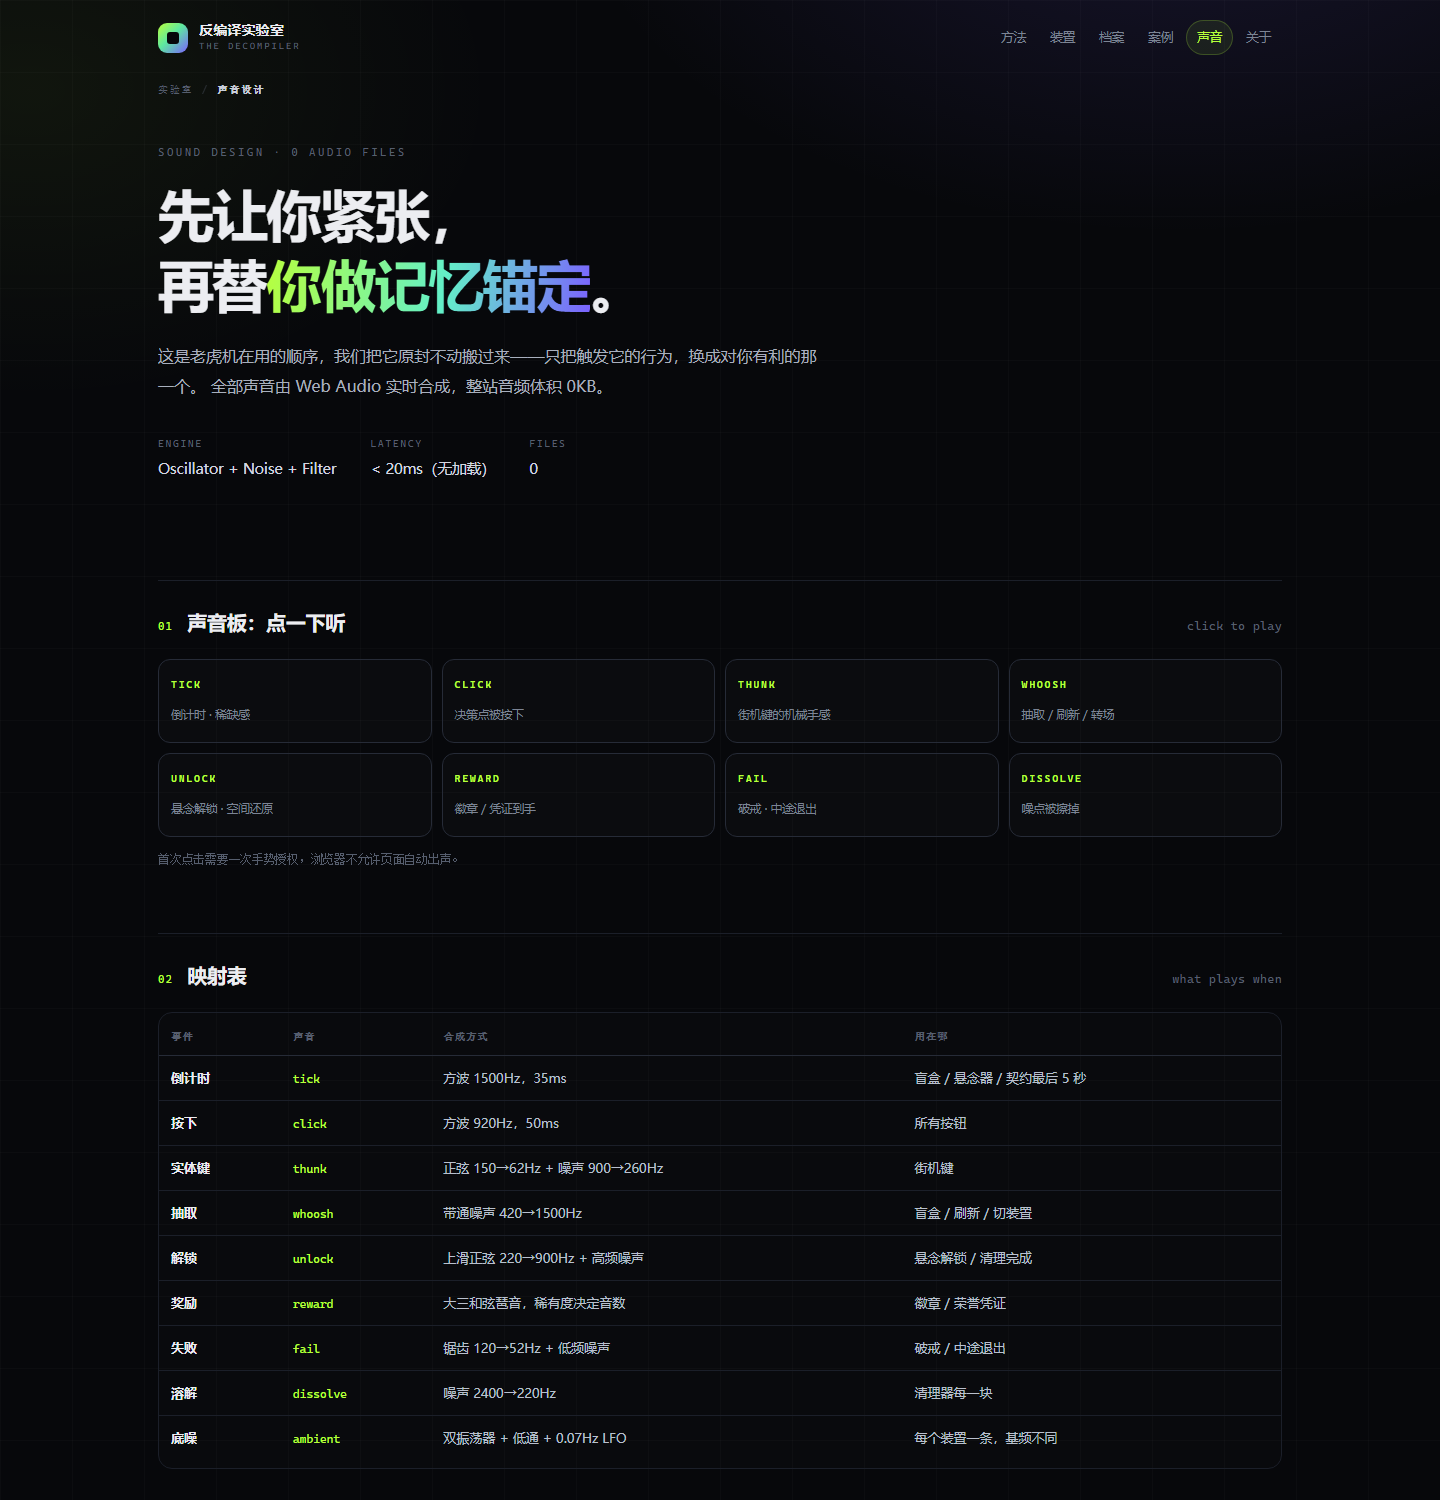 反编译实验室
THE DECOMPILER
方法 装置 档案 案例 声音 关于
实验室 / 声音设计
SOUND DESIGN · 0 AUDIO FILES
先让你紧张，
再替你做记忆锚定。
这是老虎机在用的顺序，我们把它原封不动搬过来——只把触发它的行为，换成对你有利的那
一个。 全部声音由 Web Audio 实时合成，整站音频体积 0KB。
ENGINE LATENCY FILES
Oscillator + Noise + Filter < 20ms（无加载） 0
01 声音板：点一下听 click to play
TICK CLICK THUNK WHOOSH
倒计时 · 稀缺感 决策点被按下 街机键的机械手感 抽取 / 刷新 / 转场
UNLOCK REWARD FAIL DISSOLVE
悬念解锁 · 空间还原 徽章 / 凭证到手 破戒 · 中途退出 噪点被擦掉
首次点击需要一次手势授权，浏览器不允许页面自动出声。
02 映射表 what plays when
事件 声音 合成方式 用在哪
倒计时 tick 方波 1500Hz，35ms 盲盒 / 悬念器 / 契约最后 5 秒
按下 click 方波 920Hz，50ms 所有按钮
实体键 thunk 正弦 150→62Hz + 噪声 900→260Hz 街机键
抽取 whoosh 带通噪声 420→1500Hz 盲盒 / 刷新 / 切装置
解锁 unlock 上滑正弦 220→900Hz + 高频噪声 悬念解锁 / 清理完成
奖励 reward 大三和弦琶音，稀有度决定音数 徽章 / 荣誉凭证
失败 fail 锯齿 120→52Hz + 低频噪声 破戒 / 中途退出
溶解 dissolve 噪声 2400→220Hz 清理器每一块
底噪 ambient 双振荡器 + 低通 + 0.07Hz LFO 每个装置一条，基频不同